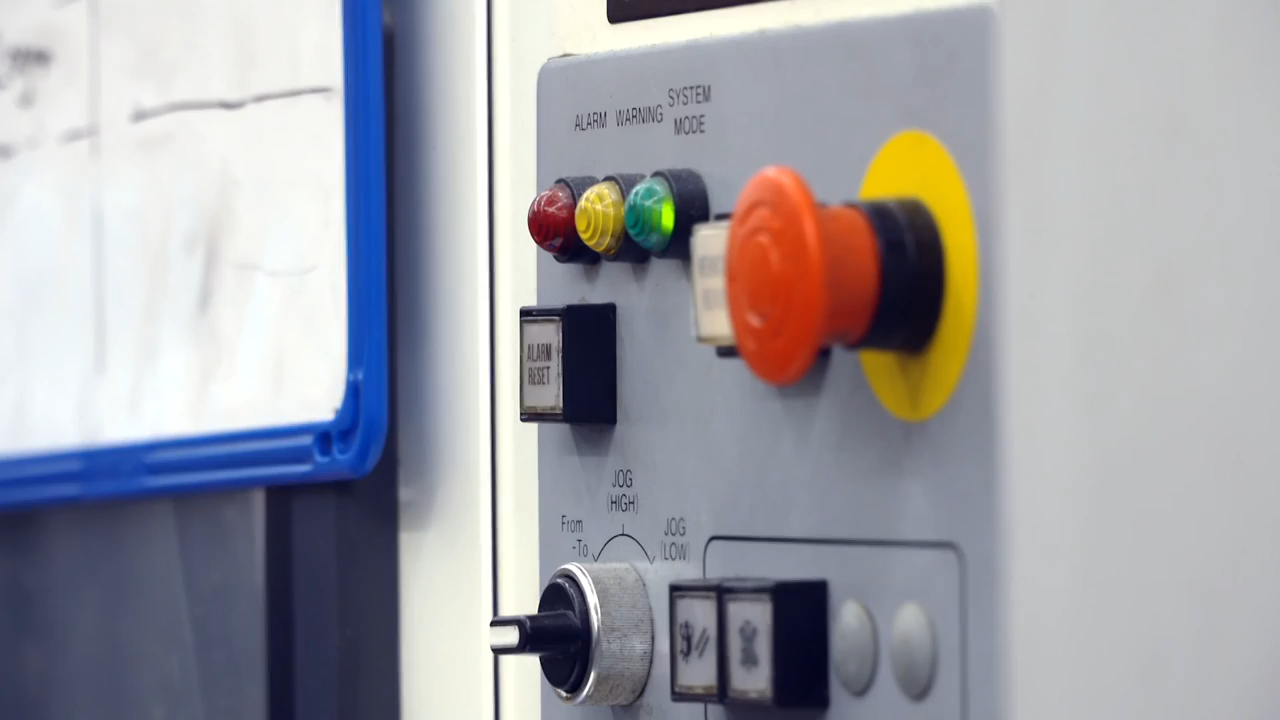 ALARM WARNING SYSTEM
MODE
ALARM
RESET
JOG
(HIGH)
From
-To
JOG
(LOW)